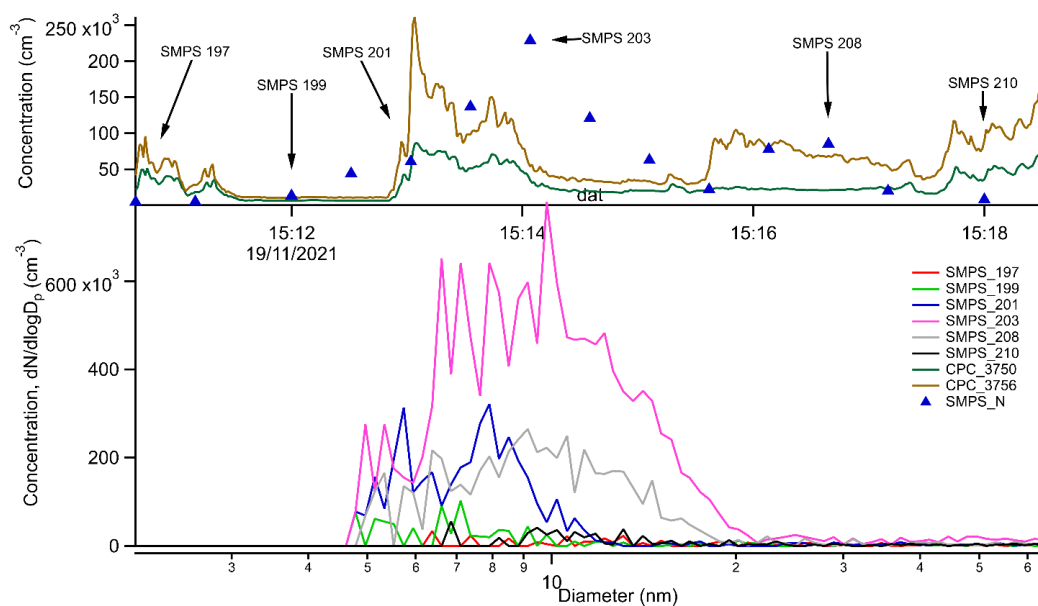 Concentration (cm-3)
250 x10³
200
150
100
50
SMPS 197
SMPS 199
SMPS 201
SMPS 203
SMPS 208
SMPS 210
dat
15:12
15:14
15:16
15:18
19/11/2021
Concentration, dN/dlogDp (cm-3)
600 x10³
400
200
0
SMPS_197
SMPS_199
SMPS_201
SMPS_203
SMPS_208
SMPS_210
CPC_3750
CPC_3756
SMPS_N
3 4 5 6 7 8 9 10 2 3 4 5 6
Diameter (nm)